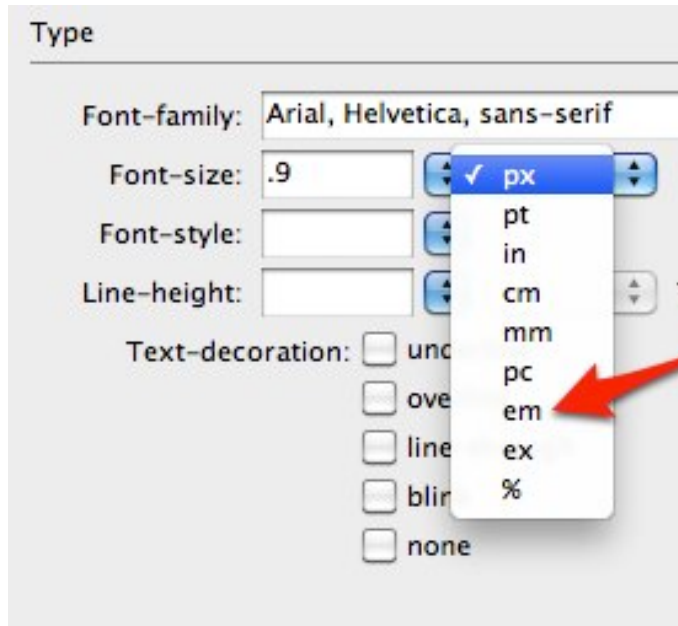 Type
Font-family: Arial, Helvetica, sans-serif
Font-size: .9 ✓ px
pt
Font-style:
in
Line-height: cm
mm
Text-decoration:
pc
em
ex
%
none